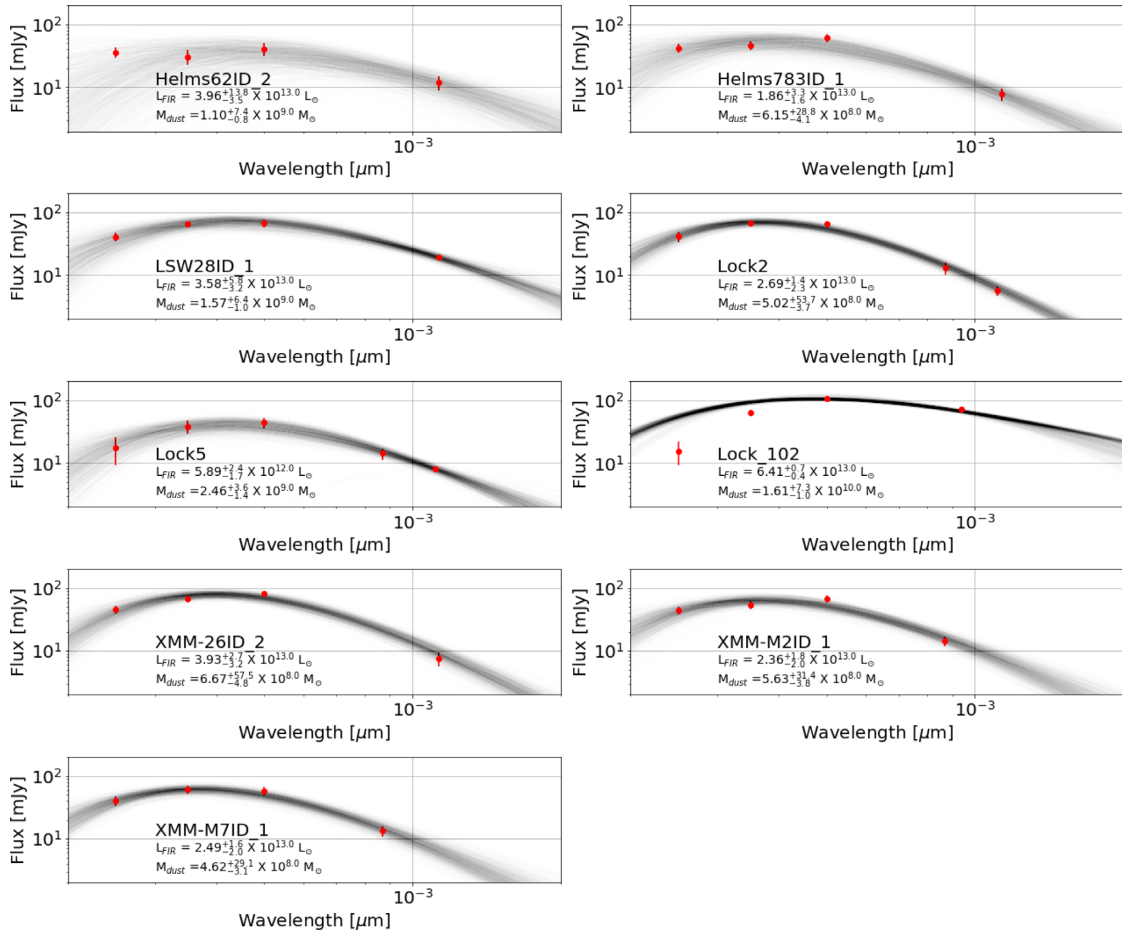 Flux [mJy]
10²
10¹
Helms62ID_2
L_FIR = 3.96^{+13.8}_{-3.5} X 10^{13.0} L_⊙
M_dust =1.10^{+7.4}_{-0.8} X 10^{9.0} M_⊙
10⁻³
Wavelength [μm]
Flux [mJy]
10²
10¹
Helms783ID_1
L_FIR = 1.86^{+3.3}_{-1.6} X 10^{13.0} L_⊙
M_dust =6.15^{+28.8}_{-4.1} X 10^{8.0} M_⊙
10⁻³
Wavelength [μm]
Flux [mJy]
10²
10¹
LSW28ID_1
L_FIR = 3.58^{+5.8}_{-3.2} X 10^{13.0} L_⊙
M_dust =1.57^{+6.4}_{-1.0} X 10^{9.0} M_⊙
10⁻³
Wavelength [μm]
Flux [mJy]
10²
10¹
Lock2
L_FIR = 2.69^{+1.4}_{-2.3} X 10^{13.0} L_⊙
M_dust =5.02^{+53.7}_{-3.7} X 10^{8.0} M_⊙
10⁻³
Wavelength [μm]
Flux [mJy]
10²
10¹
Lock5
L_FIR = 5.89^{+2.4}_{-1.7} X 10^{12.0} L_⊙
M_dust =2.46^{+3.6}_{-1.4} X 10^{9.0} M_⊙
10⁻³
Wavelength [μm]
Flux [mJy]
10²
10¹
Lock_102
L_FIR = 6.41^{+0.7}_{-0.4} X 10^{13.0} L_⊙
M_dust =1.61^{+7.3}_{-1.0} X 10^{10.0} M_⊙
10⁻³
Wavelength [μm]
Flux [mJy]
10²
10¹
XMM-26ID_2
L_FIR = 3.93^{+2.7}_{-3.2} X 10^{13.0} L_⊙
M_dust =6.67^{+57.5}_{-4.8} X 10^{8.0} M_⊙
10⁻³
Wavelength [μm]
Flux [mJy]
10²
10¹
XMM-M2ID_1
L_FIR = 2.36^{+1.8}_{-2.0} X 10^{13.0} L_⊙
M_dust =5.63^{+31.4}_{-3.8} X 10^{8.0} M_⊙
10⁻³
Wavelength [μm]
Flux [mJy]
10²
10¹
XMM-M7ID_1
L_FIR = 2.49^{+1.6}_{-2.0} X 10^{13.0} L_⊙
M_dust =4.62^{+29.1}_{-3.1} X 10^{8.0} M_⊙
10⁻³
Wavelength [μm]